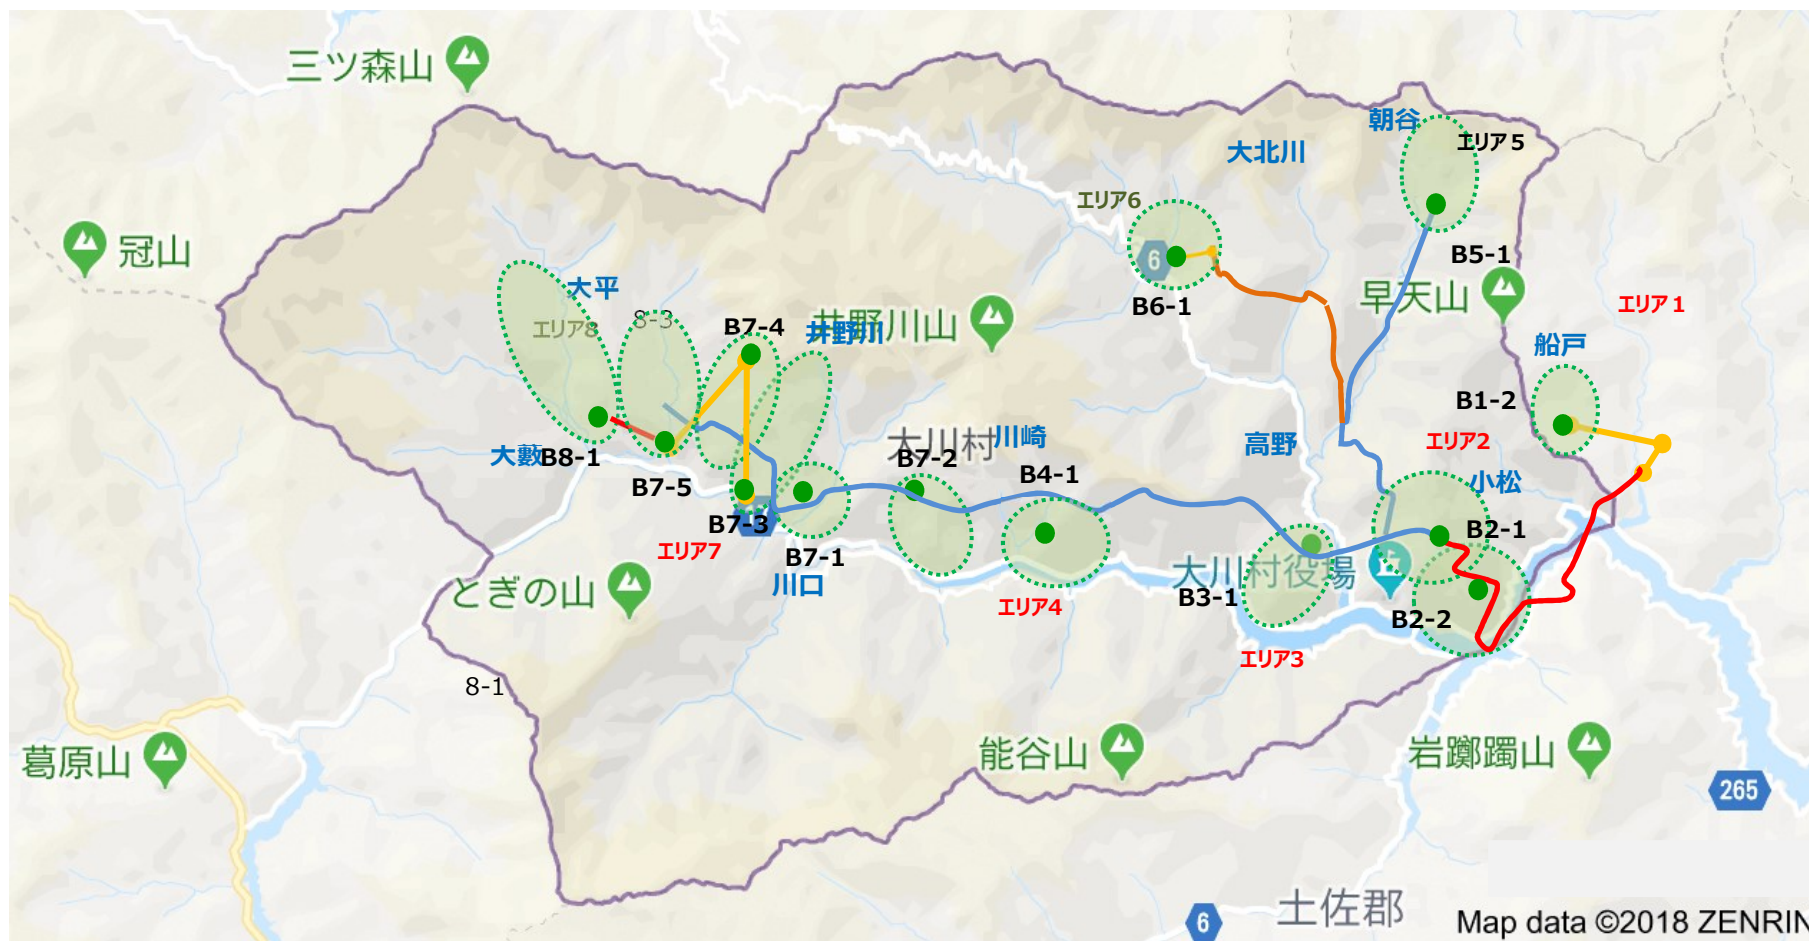 三ツ森山
朝谷
エリア5
大北川
エリア6
冠山
6
B5-1
大平
早天山
エリア1
B6-1
エリア8
8-3
B7-4
井野川山
井野川
船戸
B1-2
大川村
川崎
高野
エリア2
大藪
B8-1
B7-2
B4-1
小松
B7-5
B7-3
B2-1
エリア7
B7-1
川口
大川村役場
とぎの山
エリア4
B3-1
B2-2
エリア3
8-1
葛原山
能谷山
岩躑躅山
265
土佐郡
6
Map data ©2018 ZENRIN